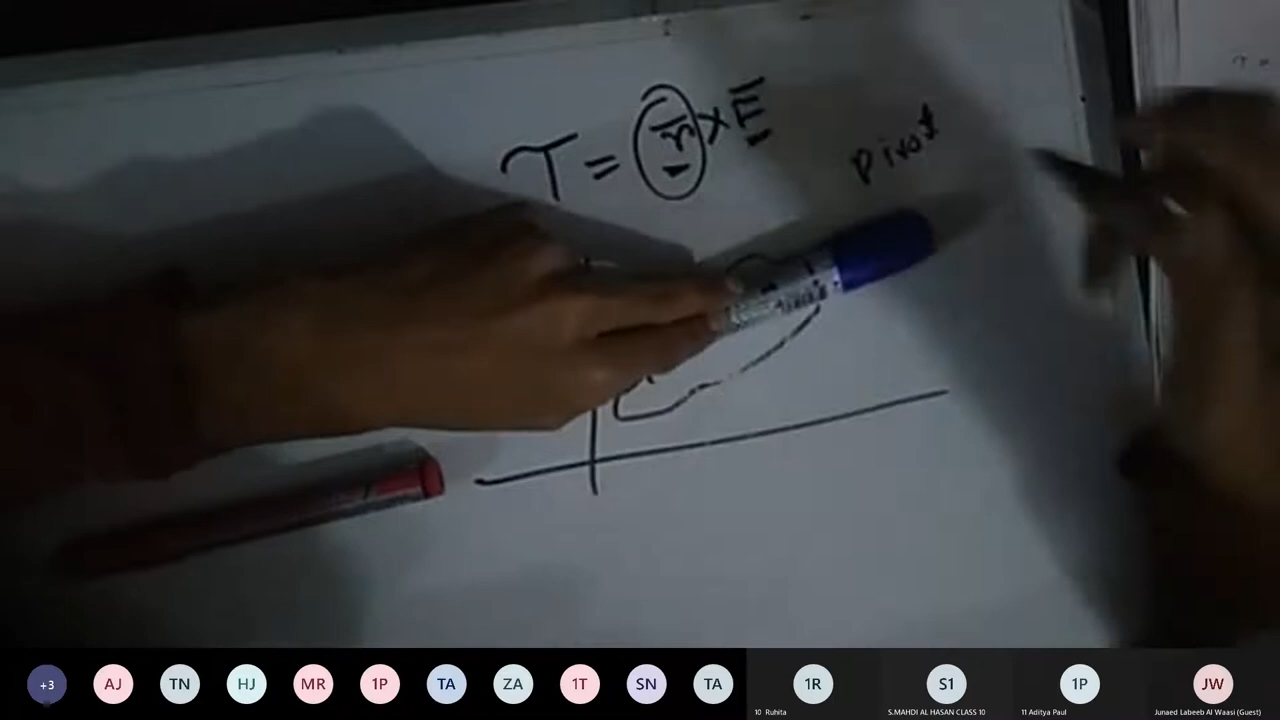 τ = r × F
pivot
+3 AJ TN HJ MR 1P TA ZA 1T SN TA 1R S1 1P JW
10 Ruhita S.MAHDI AL HASAN CLASS 10 11 Aditya Paul Junaed Labeeb Al Waasi (Guest)